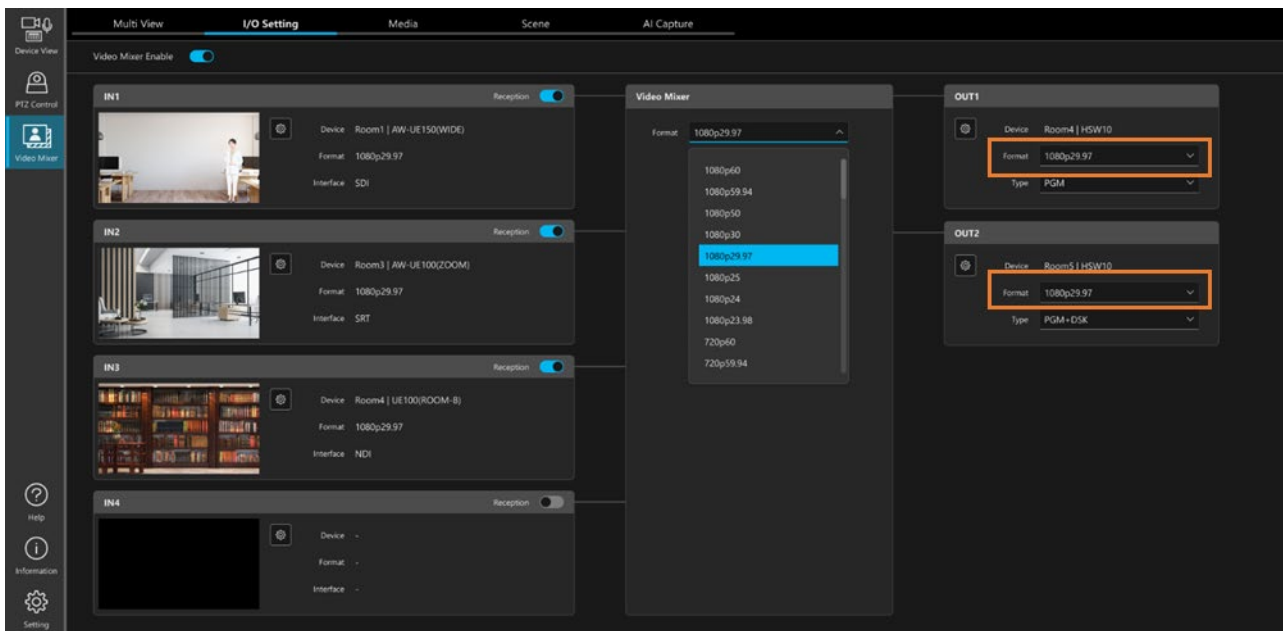 Multi View
I/O Setting
Media
Scene
AI Capture
Device View
PTZ Control
Video Mixer
Help
Information
Setting
Video Mixer Enable
IN1
Reception
Device Room1 | AW-UE150(WIDE)
Format 1080p29.97
Interface SDI
IN2
Reception
Device Room3 | AW-UE100(ZOOM)
Format 1080p29.97
Interface SRT
IN3
Reception
Device Room4 | UE100(ROOM-B)
Format 1080p29.97
Interface NDI
IN4
Reception
Device -
Format -
Interface -
Video Mixer
Format 1080p29.97
1080p60
1080p59.94
1080p50
1080p30
1080p29.97
1080p25
1080p24
1080p23.98
720p60
720p59.94
OUT1
Device Room4 | HSW10
Format 1080p29.97
Type PGM
OUT2
Device Room5 | HSW10
Format 1080p29.97
Type PGM+DSK